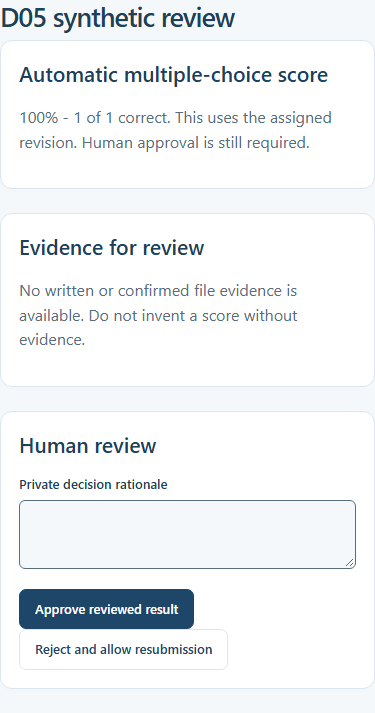 D05 synthetic review
Automatic multiple-choice score
100% - 1 of 1 correct. This uses the assigned
revision. Human approval is still required.
Evidence for review
No written or confirmed file evidence is
available. Do not invent a score without
evidence.
Human review
Private decision rationale
Approve reviewed result
Reject and allow resubmission